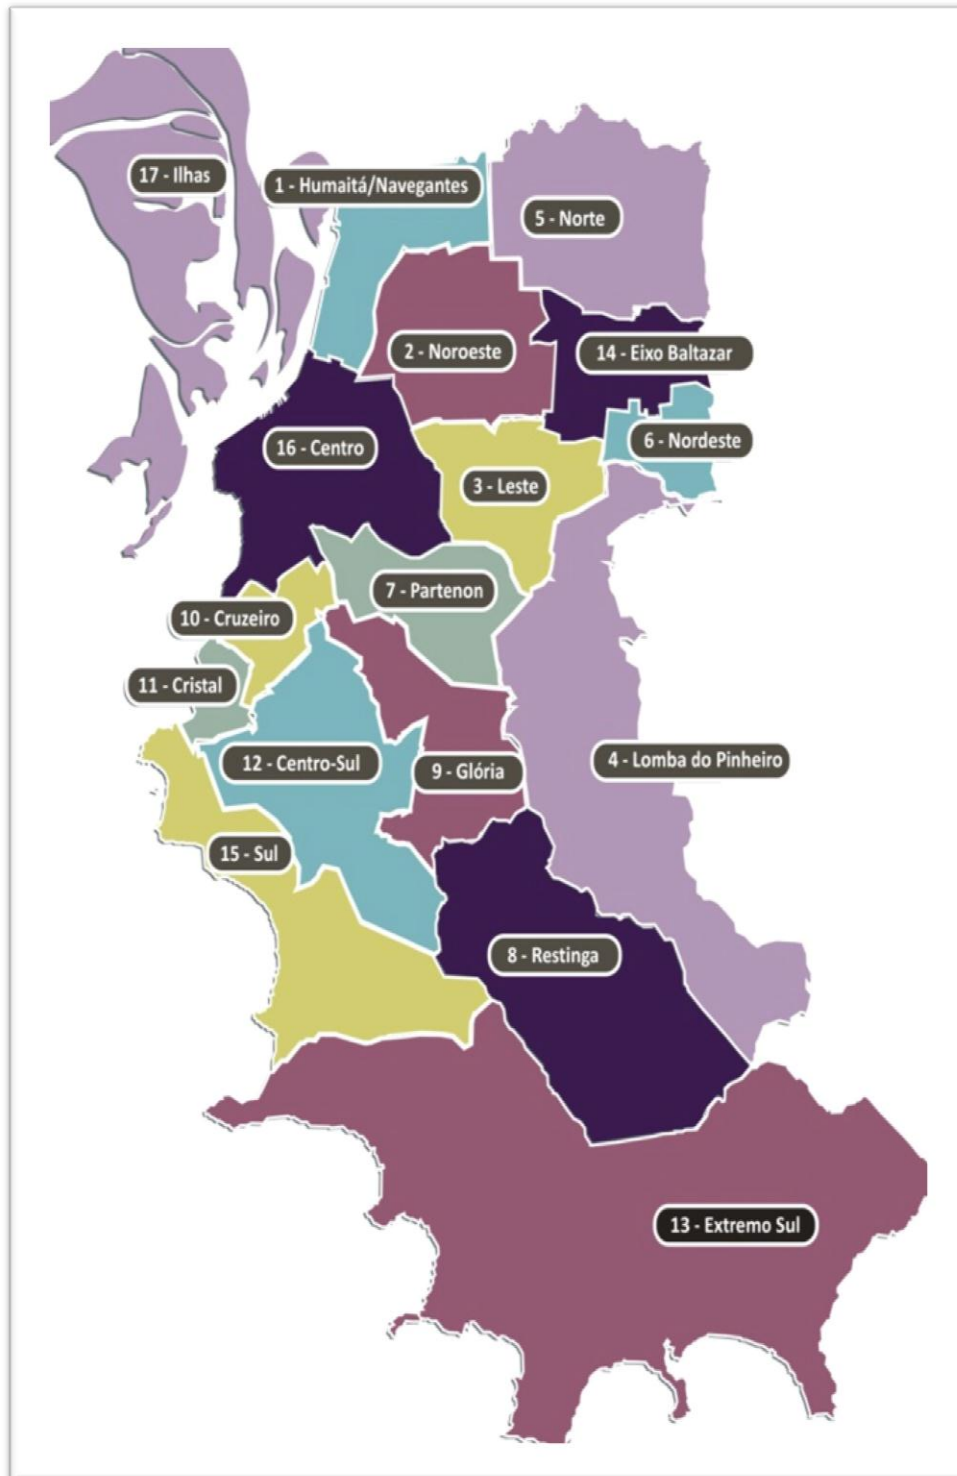 17 - Ilhas
1 - Humaitá/Navegantes
5 - Norte
2 - Noroeste
14 - Eixo Baltazar
16 - Centro
6 - Nordeste
3 - Leste
7 - Partenon
10 - Cruzeiro
11 - Cristal
12 - Centro-Sul
9 - Glória
4 - Lomba do Pinheiro
15 - Sul
8 - Restinga
13 - Extremo Sul